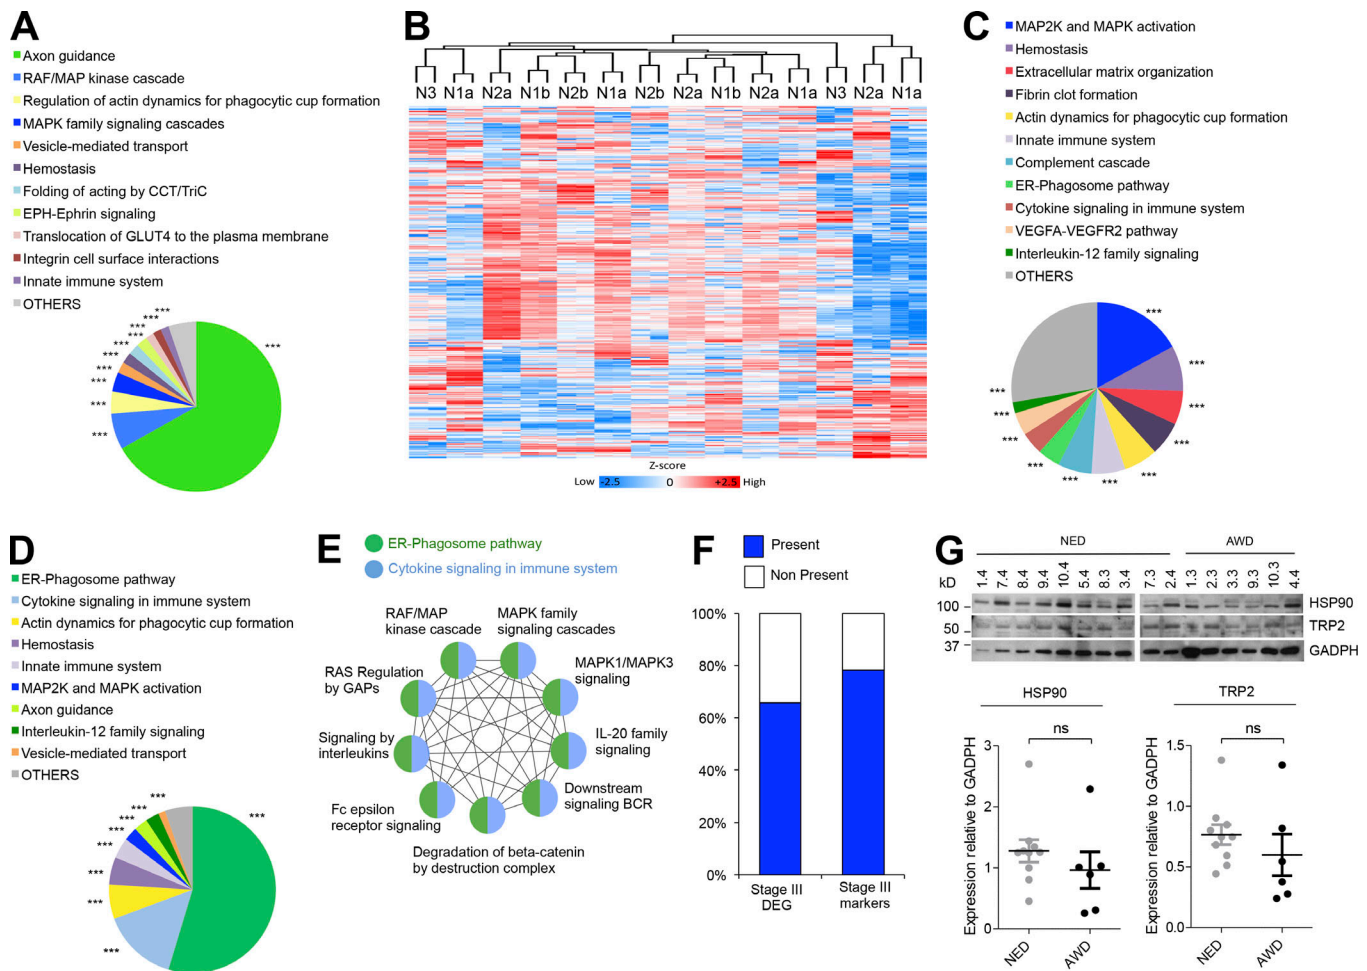 A
Axon guidance
RAF/MAP kinase cascade
Regulation of actin dynamics for phagocytic cup formation
MAPK family signaling cascades
Vesicle-mediated transport
Hemostasis
Folding of acting by CCT/TriC
EPH-Ephrin signaling
Translocation of GLUT4 to the plasma membrane
Integrin cell surface interactions
Innate immune system
OTHERS
***
***
***
***
***
***
***
***
***
***
***
B
N3 N1a N2a N1b N2b N1a N2b N2a N1b N2a N1a N3 N2a N1a
Z-score
Low -2.5 0 +2.5 High
C
MAP2K and MAPK activation
Hemostasis
Extracellular matrix organization
Fibrin clot formation
Actin dynamics for phagocytic cup formation
Innate immune system
Complement cascade
ER-Phagosome pathway
Cytokine signaling in immune system
VEGFA-VEGFR2 pathway
Interleukin-12 family signaling
OTHERS
***
***
***
***
***
***
***
***
***
***
***
D
ER-Phagosome pathway
Cytokine signaling in immune system
Actin dynamics for phagocytic cup formation
Hemostasis
Innate immune system
MAP2K and MAPK activation
Axon guidance
Interleukin-12 family signaling
Vesicle-mediated transport
OTHERS
***
***
***
***
***
***
***
***
***
E
ER-Phagosome pathway
Cytokine signaling in immune system
RAF/MAP
kinase cascade
MAPK family
signaling cascades
RAS Regulation
by GAPs
MAPK1/MAPK3
signaling
Signaling by
interleukins
IL-20 family
signaling
Fc epsilon
receptor signaling
Downstream
signaling BCR
Degradation of beta-catenin
by destruction complex
F
Present
Non Present
100%
80%
60%
40%
20%
0%
Stage III
DEG
Stage III
markers
G
NED AWD
kD 1.4 7.4 8.4 9.4 10.4 5.4 8.3 3.4 7.3 2.4 1.3 2.3 3.3 9.3 10.3 4.4
100 HSP90
50 TRP2
37 GADPH
HSP90
ns
Expression relative to GADPH
3
2
1
0
NED AWD
TRP2
ns
Expression relative to GADPH
1.5
1.0
0.5
0.0
NED AWD